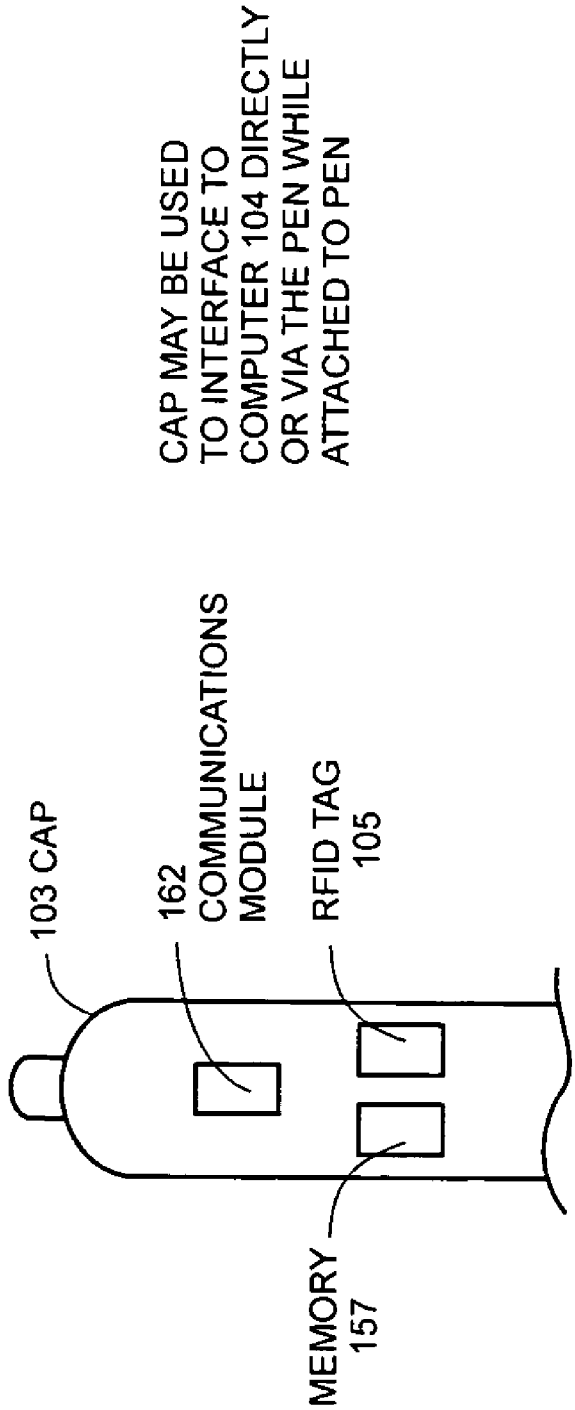 103 CAP
162
COMMUNICATIONS
MODULE
RFID TAG
105
MEMORY
157
CAP MAY BE USED
TO INTERFACE TO
COMPUTER 104 DIRECTLY
OR VIA THE PEN WHILE
ATTACHED TO PEN